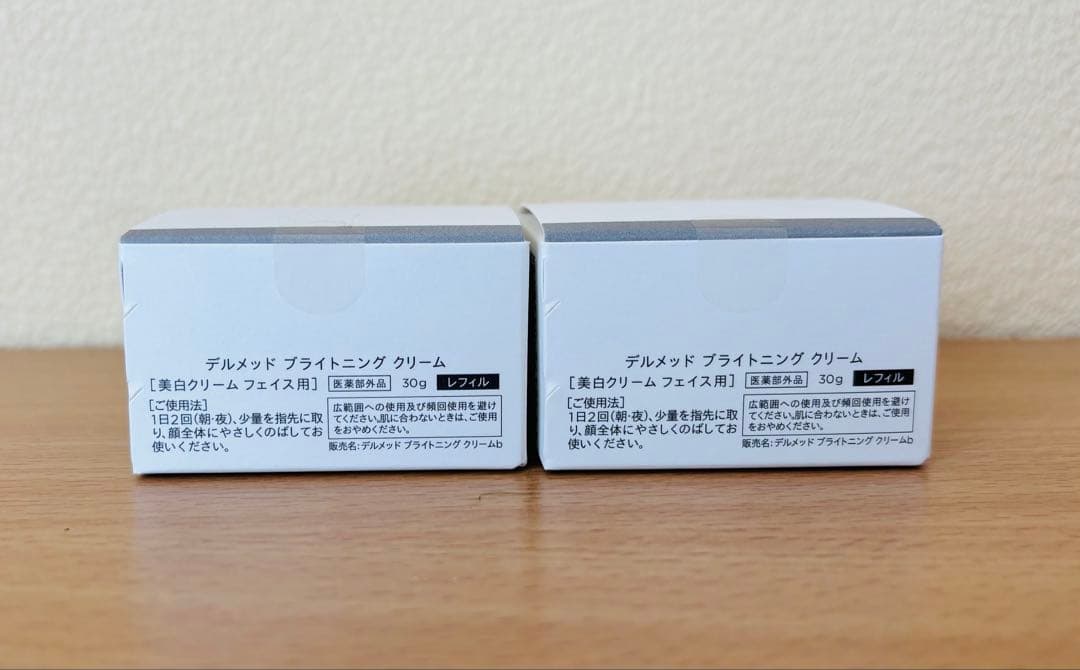 デルメッド ブライトニング クリーム
［美白クリーム フェイス用］ 医薬部外品 30g レフィル
［ご使用法］
1日2回（朝・夜）、少量を指先に取
り、顔全体にやさしくのばしてお
使いください。
広範囲への使用及び頻回使用を避け
てください。肌に合わないときは、ご使用
をおやめください。
販売名：デルメッド ブライトニング クリームb
デルメッド ブライトニング クリーム
［美白クリーム フェイス用］ 医薬部外品 30g レフィル
［ご使用法］
1日2回（朝・夜）、少量を指先に取
り、顔全体にやさしくのばしてお
使いください。
広範囲への使用及び頻回使用を避け
てください。肌に合わないときは、ご使用
をおやめください。
販売名：デルメッド ブライトニング クリームb